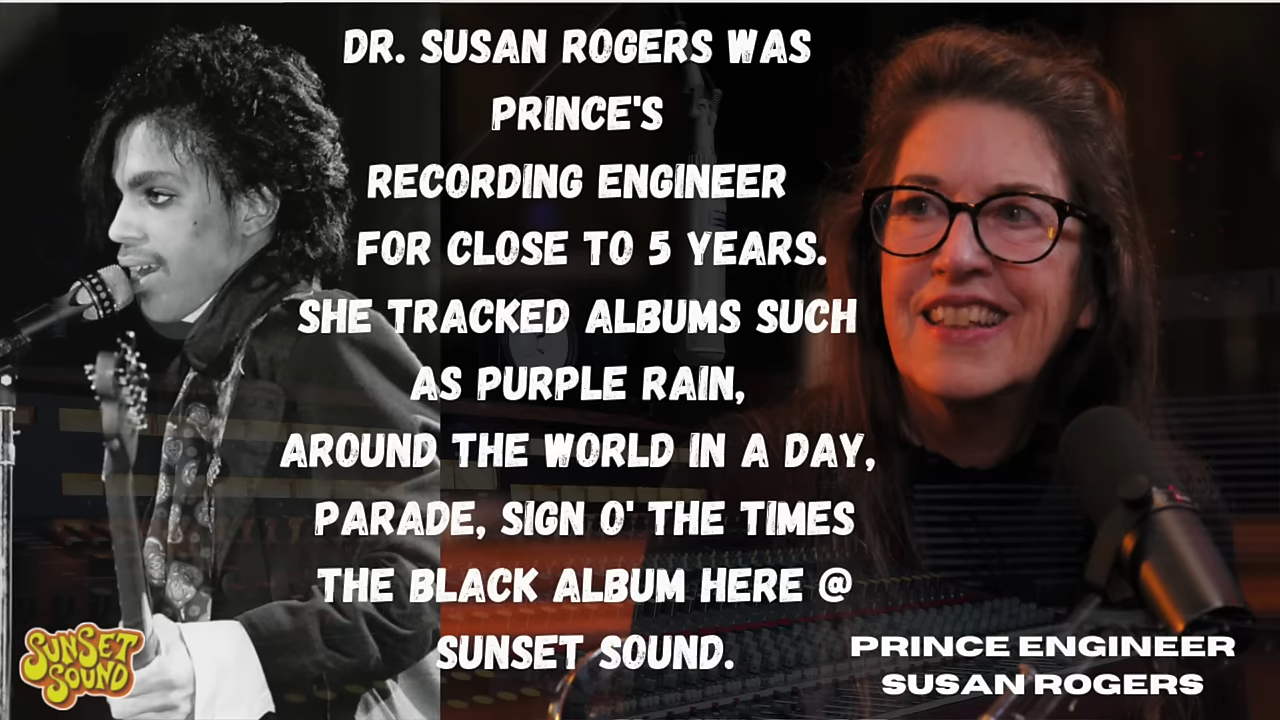 DR. SUSAN ROGERS WAS
PRINCE'S
RECORDING ENGINEER
FOR CLOSE TO 5 YEARS.
SHE TRACKED ALBUMS SUCH
AS PURPLE RAIN,
AROUND THE WORLD IN A DAY,
PARADE, SIGN O' THE TIMES
THE BLACK ALBUM HERE @
SUNSET SOUND.
SUNSET
SOUND
PRINCE ENGINEER
SUSAN ROGERS